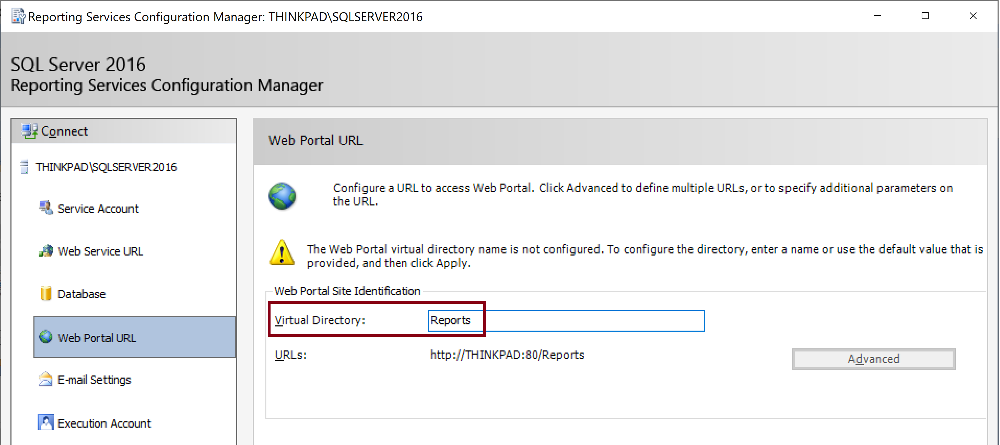 Reporting Services Configuration Manager: THINKPAD\SQLSERVER2016
SQL Server 2016
Reporting Services Configuration Manager
Connect
THINKPAD\SQLSERVER2016
Service Account
Web Service URL
Database
Web Portal URL
E-mail Settings
Execution Account
Web Portal URL
Configure a URL to access Web Portal. Click Advanced to define multiple URLs, or to specify additional parameters on
the URL.
The Web Portal virtual directory name is not configured. To configure the directory, enter a name or use the default value that is
provided, and then click Apply.
Web Portal Site Identification
Virtual Directory: Reports
URLs: http://THINKPAD:80/Reports
Advanced